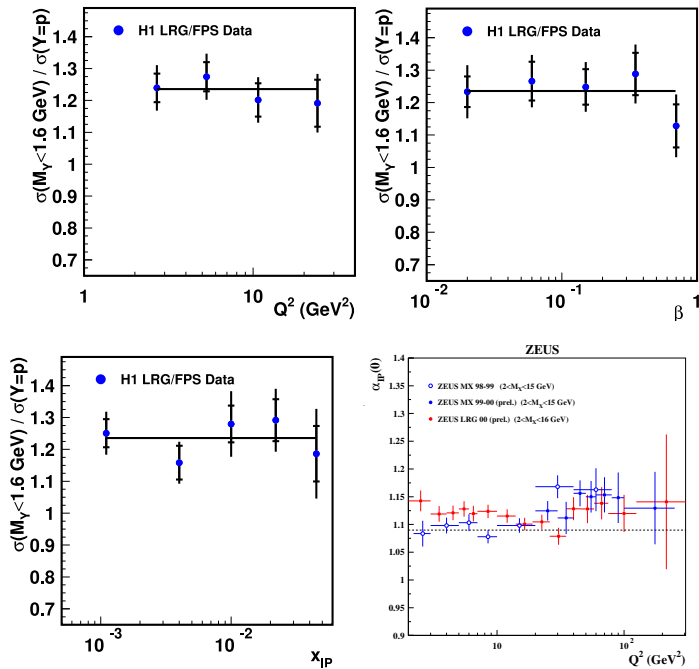 H1 LRG/FPS Data
σ(M_Y<1.6 GeV) / σ(Y=p)
1.4
1.3
1.2
1.1
1
0.9
0.8
0.7
1
10
Q² (GeV²)
H1 LRG/FPS Data
σ(M_Y<1.6 GeV) / σ(Y=p)
1.4
1.3
1.2
1.1
1
0.9
0.8
0.7
10⁻²
10⁻¹
1
β
H1 LRG/FPS Data
σ(M_Y<1.6 GeV) / σ(Y=p)
1.4
1.3
1.2
1.1
1
0.9
0.8
0.7
10⁻³
10⁻²
x_IP
ZEUS
α_IP(0)
1.4
1.35
1.3
1.25
1.2
1.15
1.1
1.05
1
0.95
0.9
ZEUS MX 98-99 (2<M_X<15 GeV)
ZEUS MX 99-00 (prel.) (2<M_X<15 GeV)
ZEUS LRG 00 (prel.) (2<M_X<16 GeV)
10
10²
Q² (GeV²)